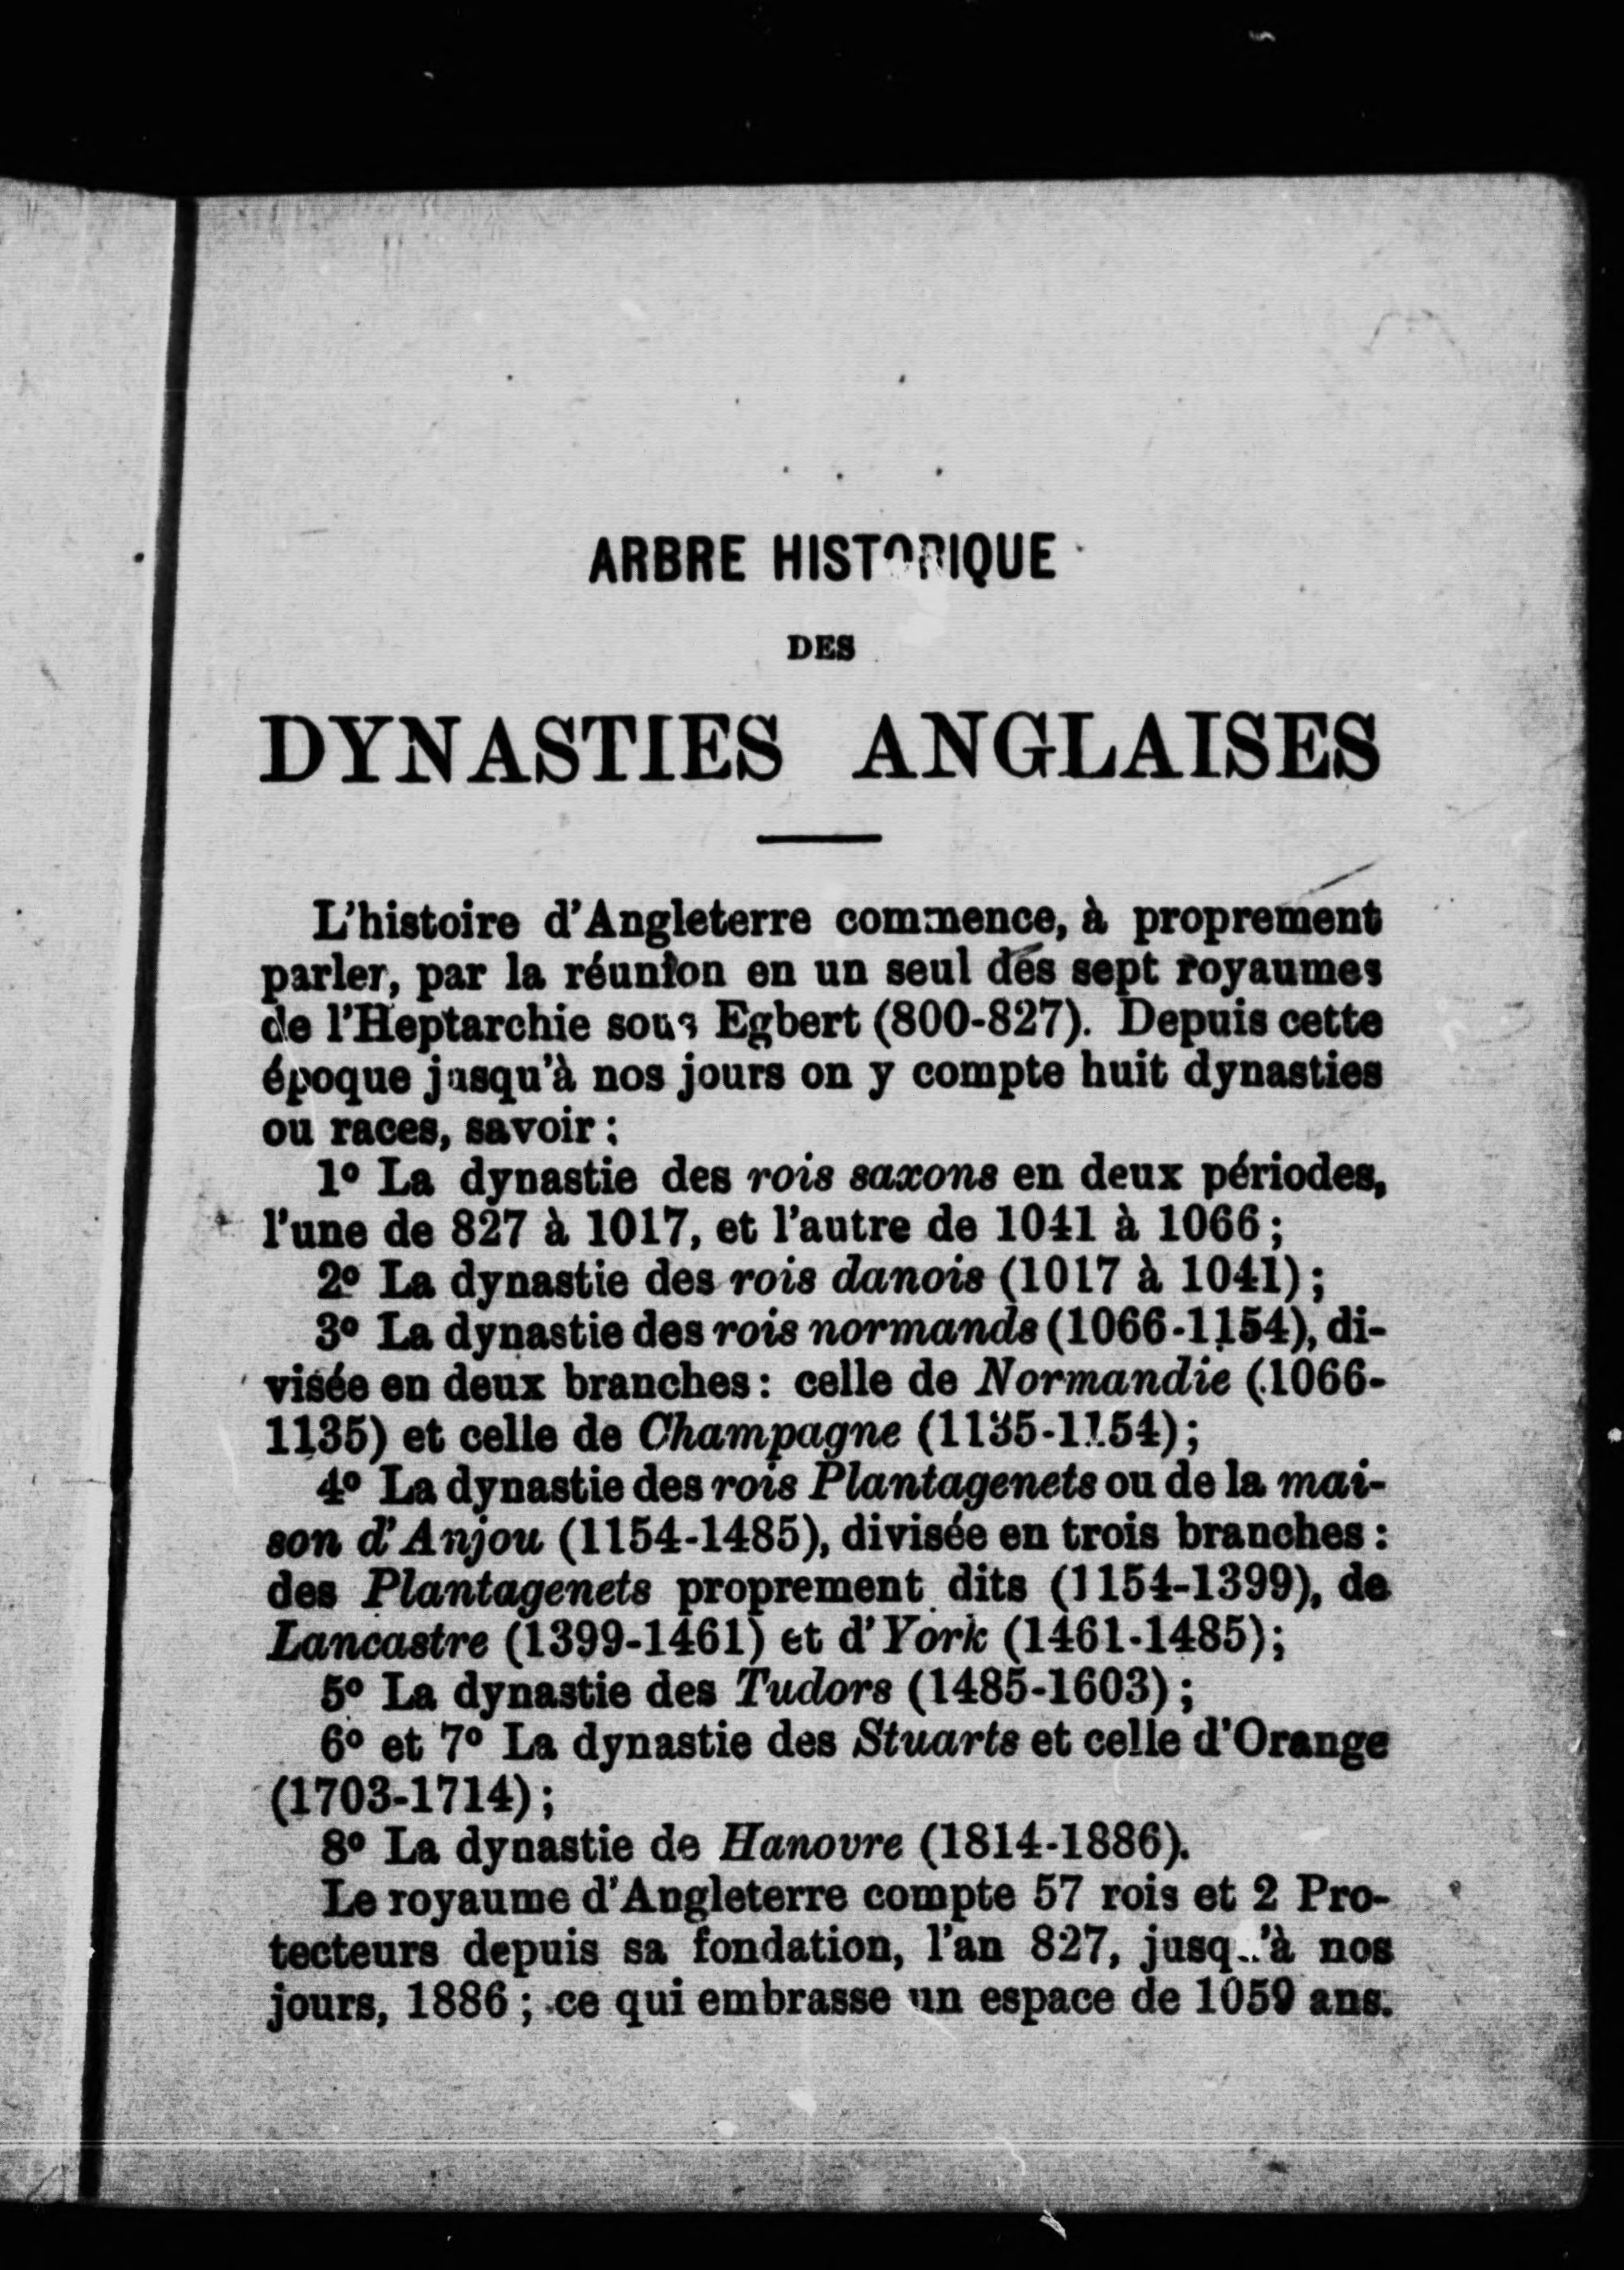 ARBRE HISTORIQUE
DES
DYNASTIES ANGLAISES
L'histoire d'Angleterre commence, à proprement
parler, par la réunion en un seul des sept royaumes
de l'Heptarchie sous Egbert (800-827). Depuis cette
époque jusqu'à nos jours on y compte huit dynasties
ou races, savoir :
1º La dynastie des rois saxons en deux périodes,
l'une de 827 à 1017, et l'autre de 1041 à 1066 ;
2º La dynastie des rois danois (1017 à 1041) ;
3º La dynastie des rois normands (1066-1154), di-
visée en deux branches : celle de Normandie (1066-
1135) et celle de Champagne (1135-1154) ;
4º La dynastie des rois Plantagenets ou de la mai-
son d'Anjou (1154-1485), divisée en trois branches :
des Plantagenets proprement dits (1154-1399), de
Lancastre (1399-1461) et d'York (1461-1485) ;
5º La dynastie des Tudors (1485-1603) ;
6º et 7º La dynastie des Stuarts et celle d'Orange
(1703-1714) ;
8º La dynastie de Hanovre (1814-1886).
Le royaume d'Angleterre compte 57 rois et 2 Pro-
tecteurs depuis sa fondation, l'an 827, jusqu'à nos
jours, 1886 ; ce qui embrasse un espace de 1059 ans.